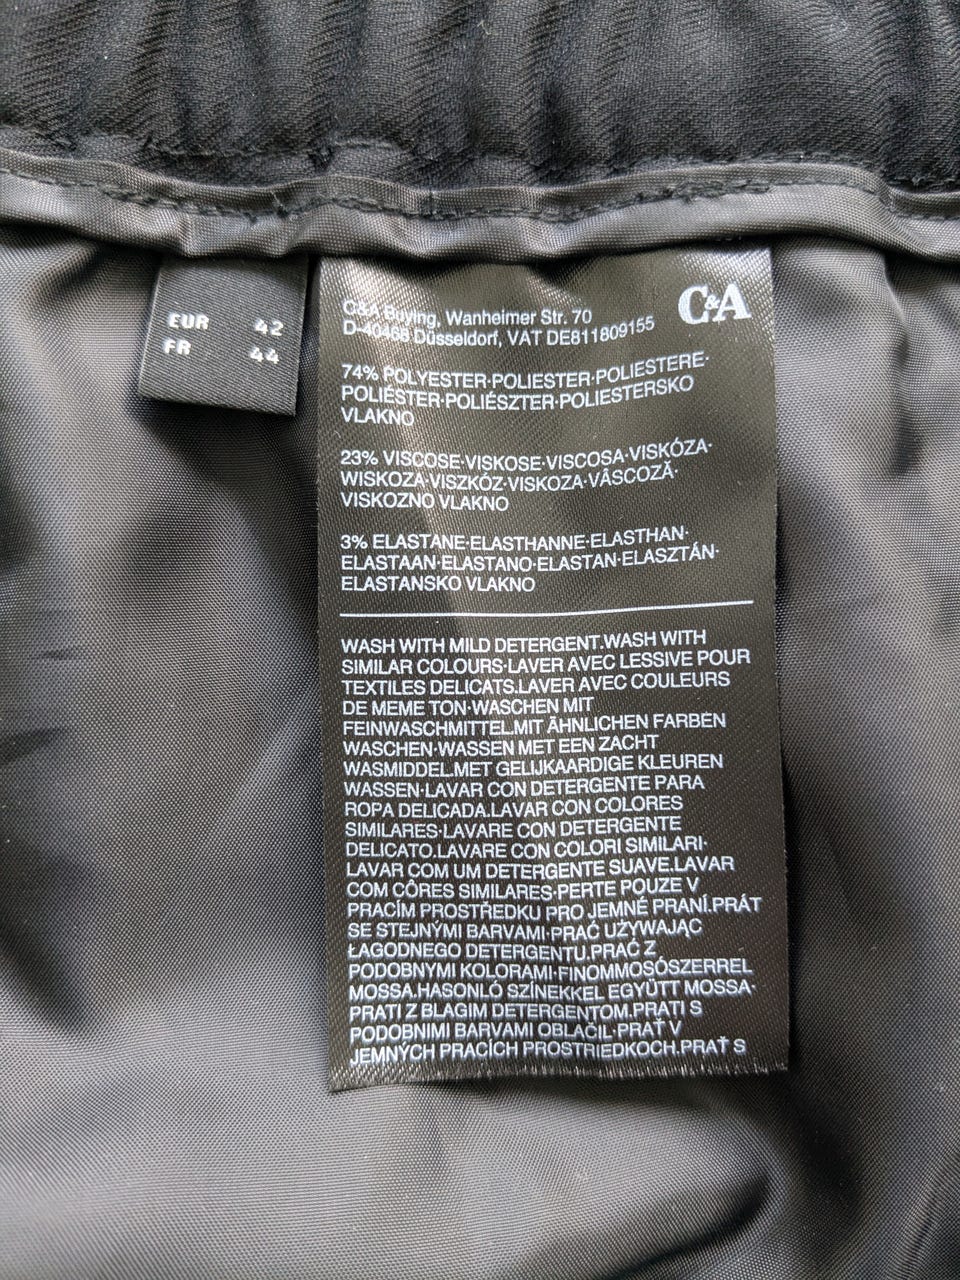 EUR 42
FR 44
C&A
C&A Buying, Wanheimer Str. 70
D-40468 Düsseldorf, VAT DE811809155
74% POLYESTER·POLIESTER·POLIESTERE·
POLIÉSTER·POLIÉSZTER·POLIESTERSKO
VLAKNO
23% VISCOSE·VISKOSE·VISCOSA·VISKÓZA·
WISKOZA·VISZKÓZ·VISKOZA·VÂSCOZĂ·
VISKOZNO VLAKNO
3% ELASTANE·ELASTHANNE·ELASTHAN·
ELASTAAN·ELASTANO·ELASTAN·ELASZTÁN·
ELASTANSKO VLAKNO
WASH WITH MILD DETERGENT.WASH WITH
SIMILAR COLOURS·LAVER AVEC LESSIVE POUR
TEXTILES DELICATS.LAVER AVEC COULEURS
DE MEME TON·WASCHEN MIT
FEINWASCHMITTEL.MIT ÄHNLICHEN FARBEN
WASCHEN·WASSEN MET EEN ZACHT
WASMIDDEL.MET GELIJKAARDIGE KLEUREN
WASSEN·LAVAR CON DETERGENTE PARA
ROPA DELICADA.LAVAR CON COLORES
SIMILARES·LAVARE CON DETERGENTE
DELICATO.LAVARE CON COLORI SIMILARI·
LAVAR COM UM DETERGENTE SUAVE.LAVAR
COM CÔRES SIMILARES·PERTE POUZE V
PRACÍM PROSTŘEDKU PRO JEMNÉ PRANÍ.PRÁT
SE STEJNÝMI BARVAMI·PRAĆ UŻYWAJĄC
ŁAGODNEGO DETERGENTU.PRAĆ Z
PODOBNYMI KOLORAMI·FINOMMOSÓSZERREL
MOSSA.HASONLÓ SZÍNEKKEL EGYÜTT MOSSA·
PRATI Z BLAGIM DETERGENTOM.PRATI S
PODOBNIMI BARVAMI OBLAČIL·PRAŤ V
JEMNÝCH PRACÍCH PROSTRIEDKOCH.PRAŤ S